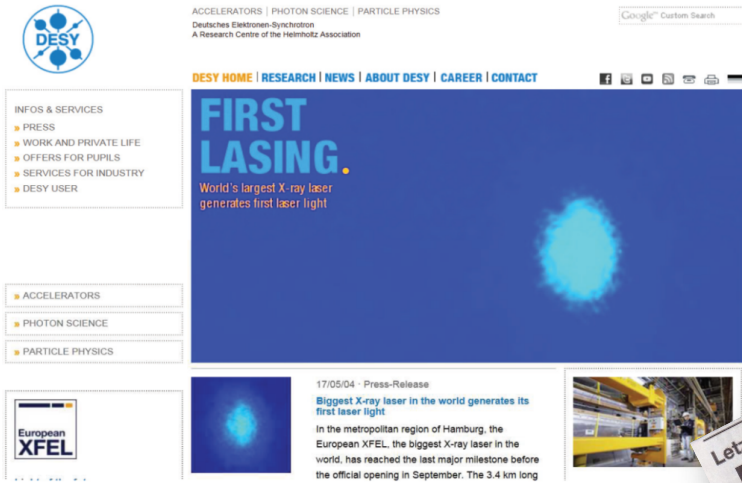 DESY
ACCELERATORS | PHOTON SCIENCE | PARTICLE PHYSICS
Deutsches Elektronen-Synchrotron
A Research Centre of the Helmholtz Association
Google™ Custom Search
DESY HOME | RESEARCH | NEWS | ABOUT DESY | CAREER | CONTACT
INFOS & SERVICES
» PRESS
» WORK AND PRIVATE LIFE
» OFFERS FOR PUPILS
» SERVICES FOR INDUSTRY
» DESY USER
» ACCELERATORS
» PHOTON SCIENCE
» PARTICLE PHYSICS
European
XFEL
FIRST
LASING.
World's largest X-ray laser
generates first laser light
17/05/04 · Press-Release
Biggest X-ray laser in the world generates its
first laser light
In the metropolitan region of Hamburg, the
European XFEL, the biggest X-ray laser in the
world, has reached the last major milestone before
the official opening in September. The 3.4 km long